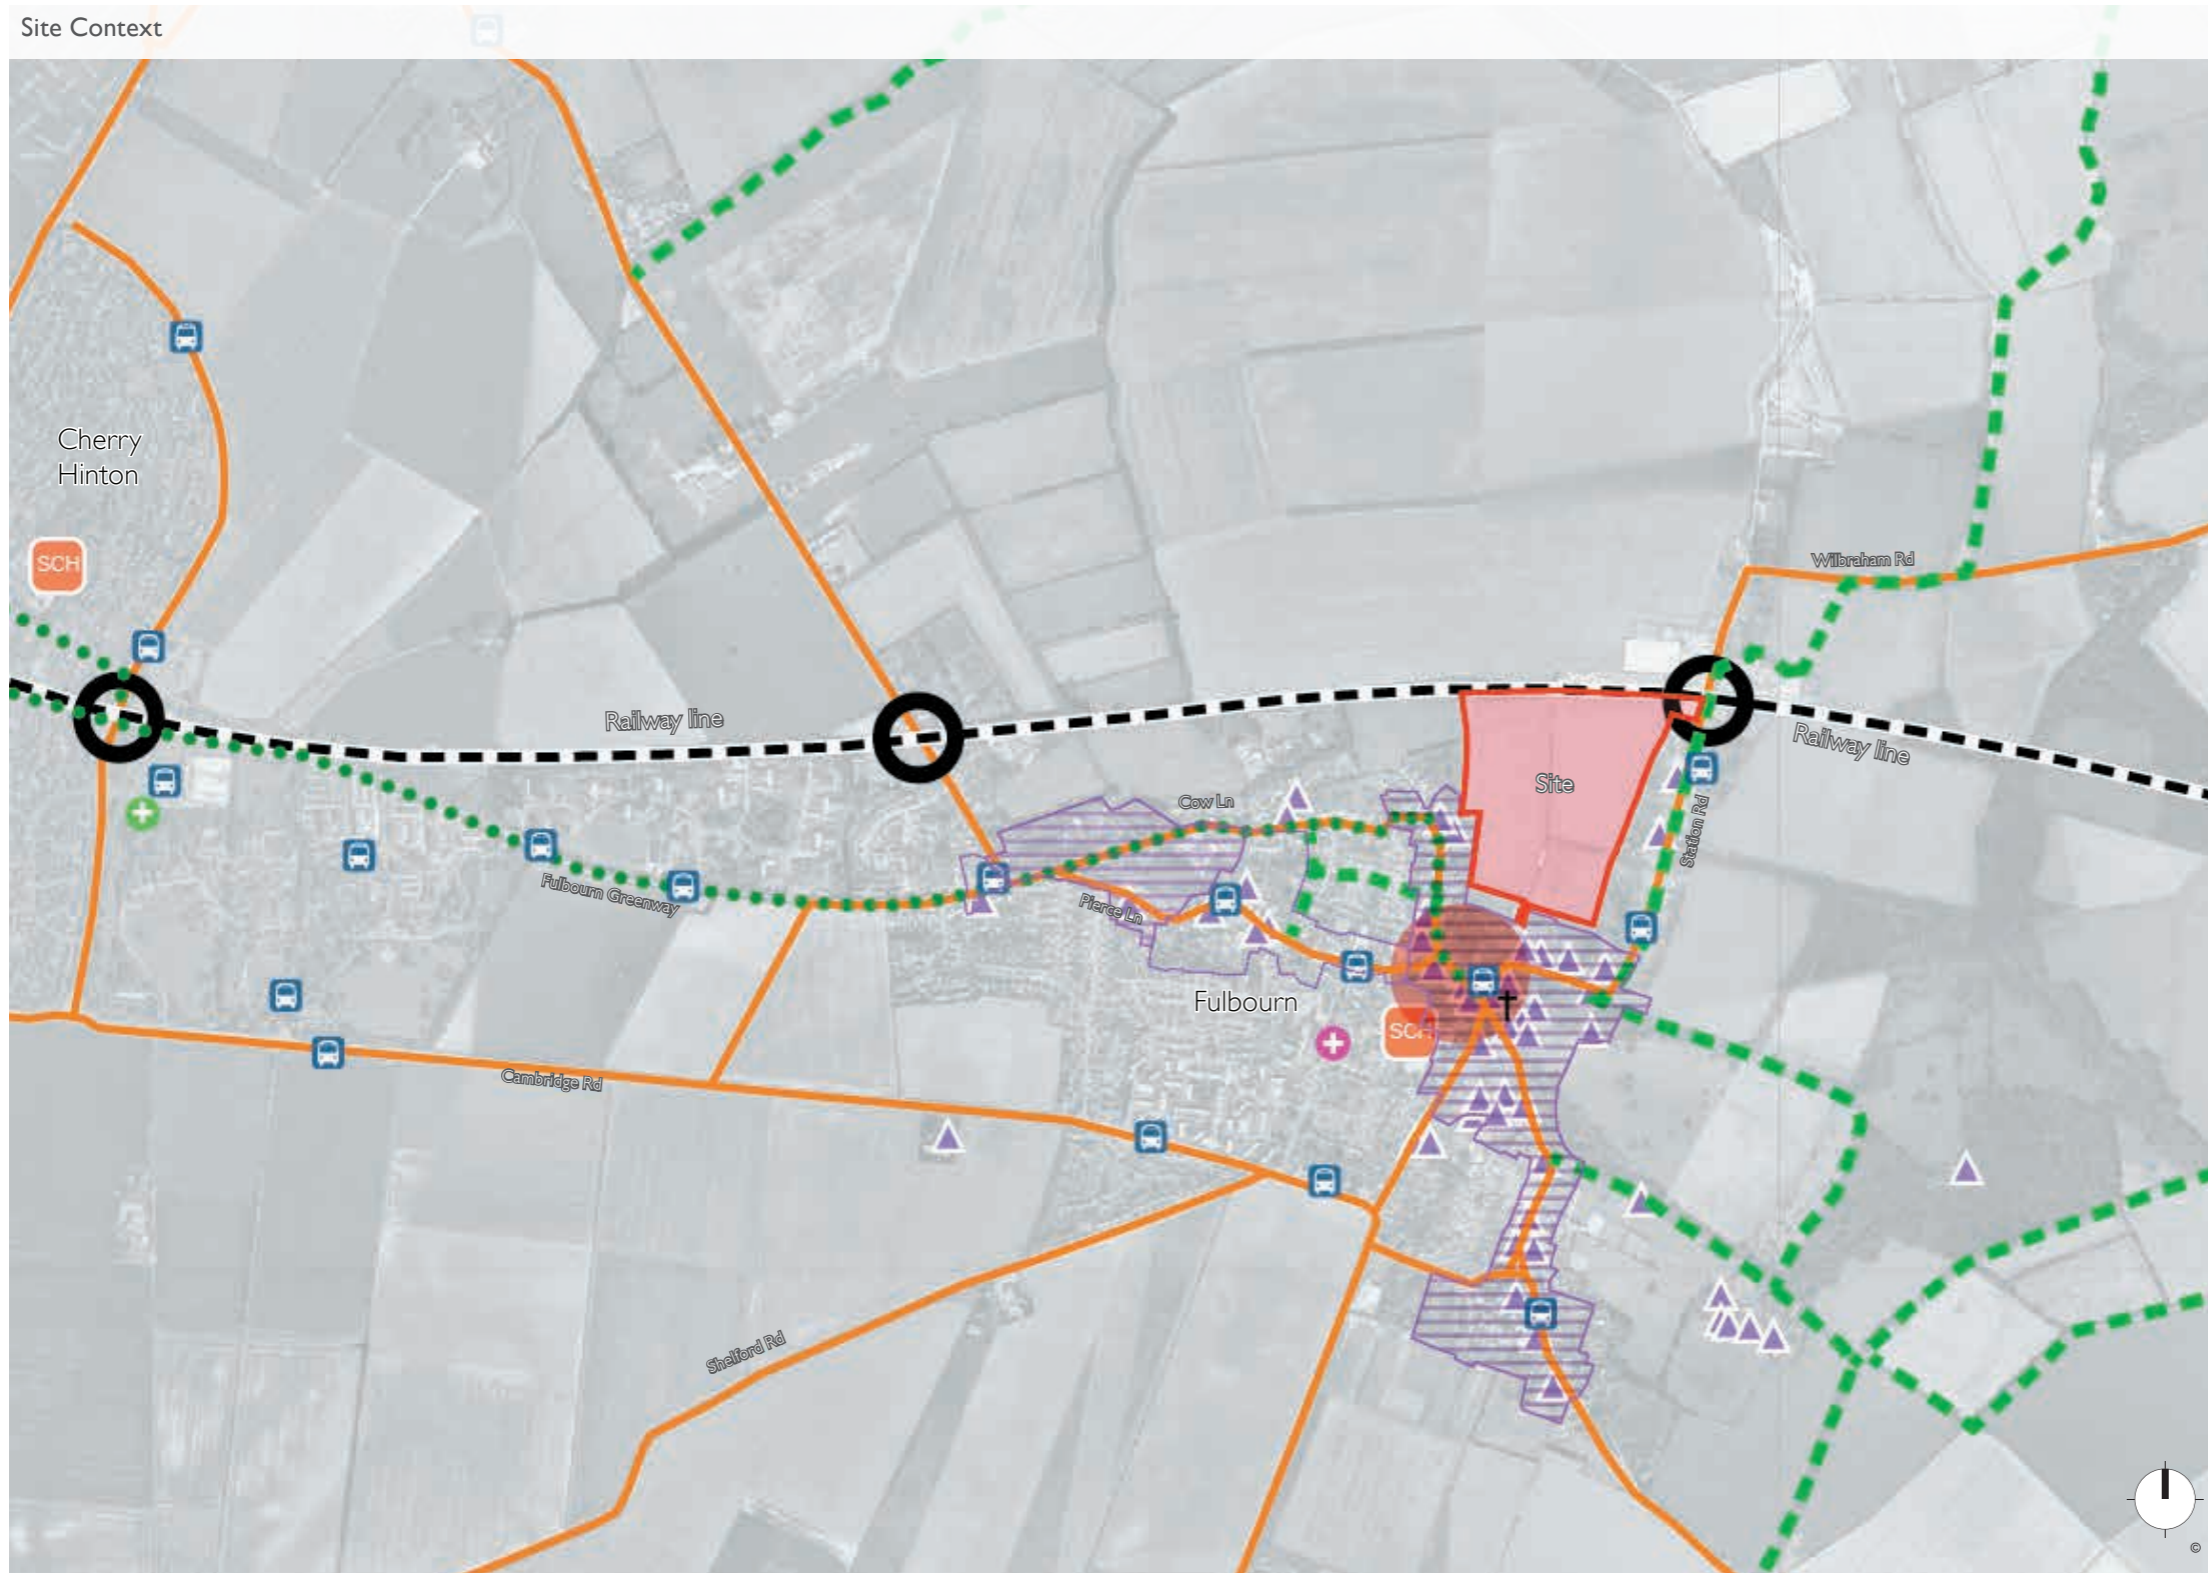 Site Context
Cherry
Hinton
SCH
Wilbraham Rd
Railway line
Railway line
Site
Cow Ln
Station Rd
Fulbourn Greenway
Pierce Ln
Fulbourn
SCH
Cambridge Rd
Shelford Rd
©